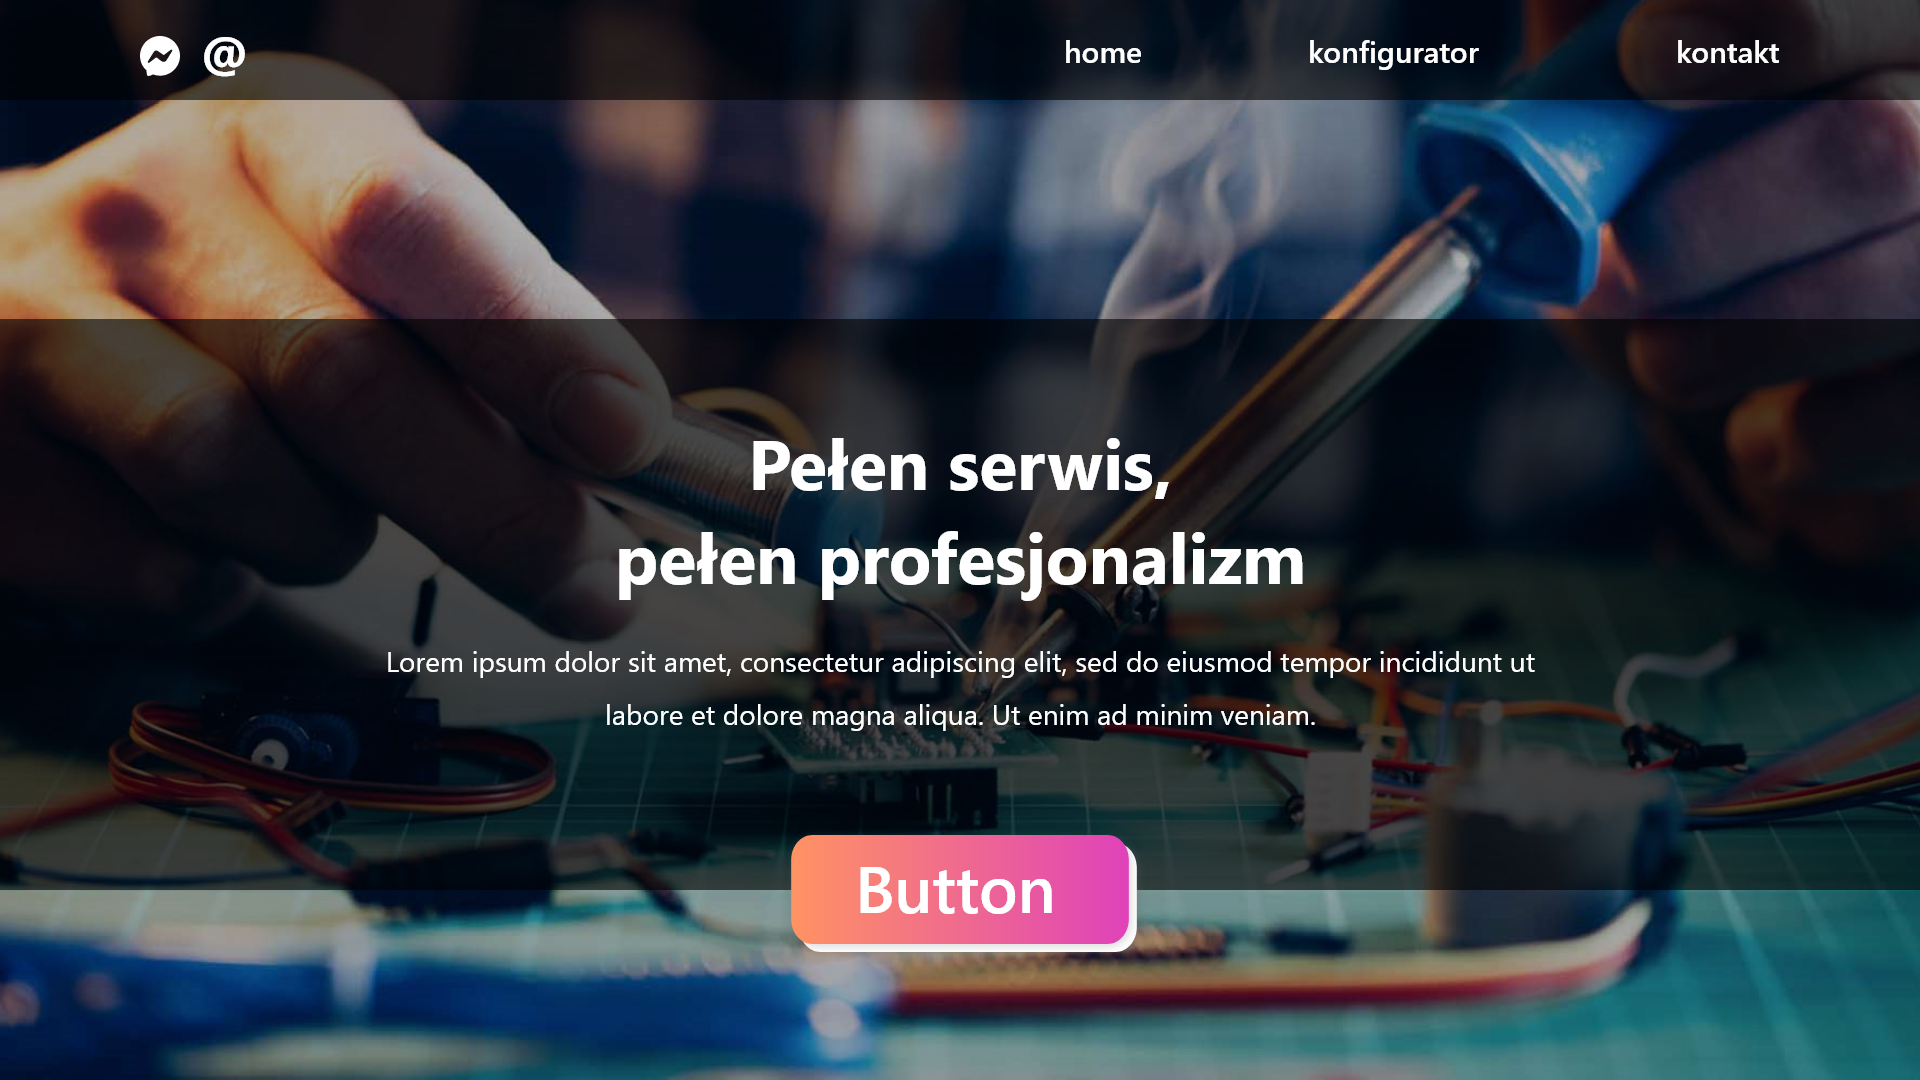 @
home
konfigurator
kontakt
Pełen serwis,
pełen profesjonalizm
Lorem ipsum dolor sit amet, consectetur adipiscing elit, sed do eiusmod tempor incididunt ut
labore et dolore magna aliqua. Ut enim ad minim veniam.
Button